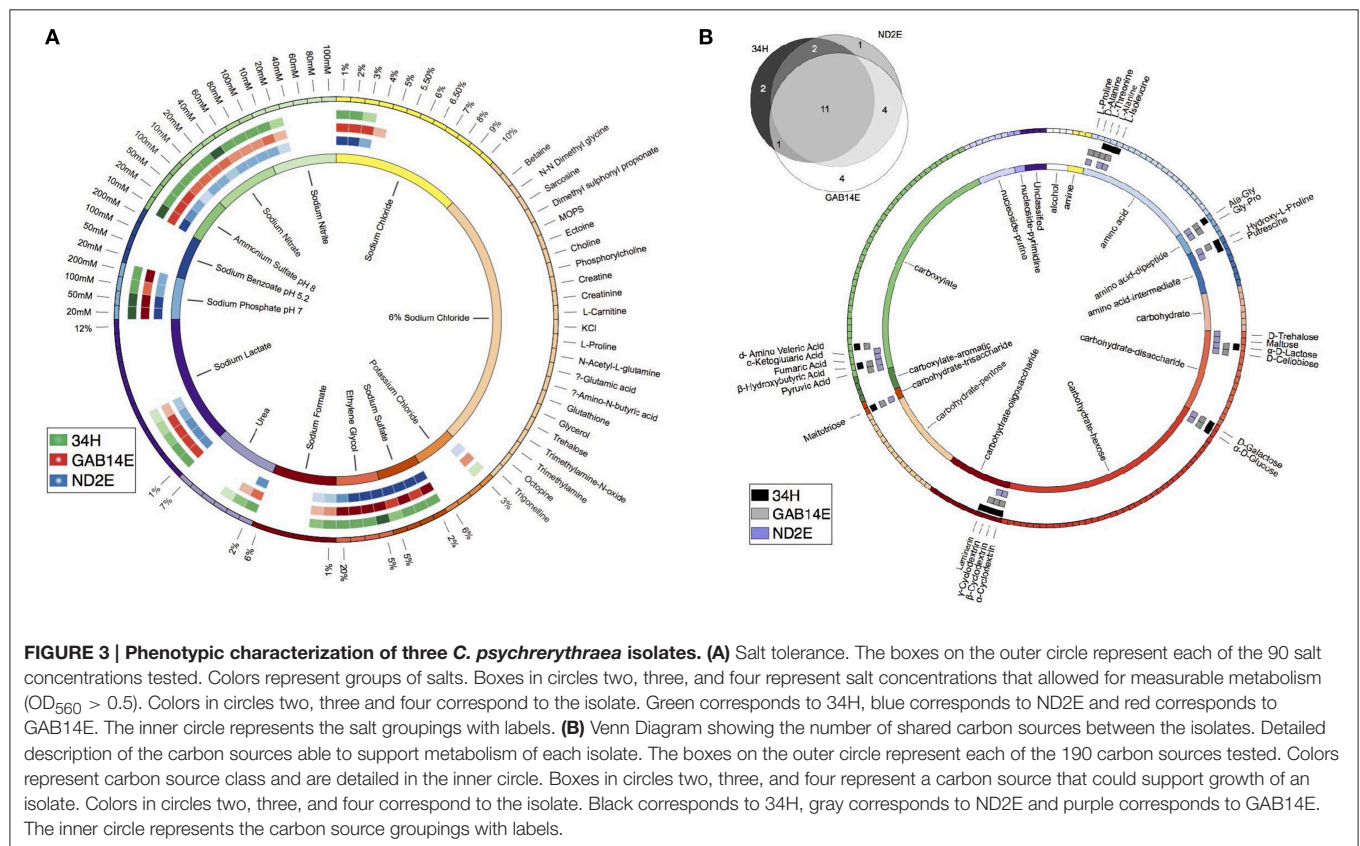 A
100mM
80mM
60mM
40mM
20mM
10mM
100mM
80mM
60mM
40mM
20mM
10mM
100mM
50mM
20mM
10mM
200mM
100mM
50mM
20mM
200mM
100mM
50mM
20mM
12%
1%
2%
3%
4%
5%
5.50%
6%
6.50%
7%
8%
9%
10%
Betaine
N-N Dimethyl glycine
Sarcosine
Dimethyl sulphonyl propionate
MOPS
Ectoine
Choline
Phosphorylcholine
Creatine
Creatinine
L-Carnitine
KCl
L-Proline
N-Acetyl-L-glutamine
?-Glutamic acid
?-Amino-N-butyric acid
Glutathione
Glycerol
Trehalose
Trimethylamine-N-oxide
Trimethylamine
Octopine
Trigonelline
3%
6%
2%
5%
5%
20%
1%
6%
2%
7%
1%
Sodium Nitrite
Sodium Nitrate
Ammonium Sulfate pH 8
Sodium Benzoate pH 5.2
Sodium Phosphate pH 7
Sodium Chloride
6% Sodium Chloride
Sodium Lactate
Urea
Sodium Formate
Ethylene Glycol
Sodium Sulfate
Potassium Chloride
34H
GAB14E
ND2E
B
34H
ND2E
GAB14E
2
1
2
11
4
1
4
L-Proline
L-Threonine
L-Isoleucine
Ala-Gly
Gly-Pro
Hydroxy-L-Proline
Putrescine
D-Trehalose
Maltose
α-D-Lactose
D-Cellobiose
D-Galactose
α-D-Glucose
α-Cyclodextrin
β-Cyclodextrin
γ-Cyclodextrin
Laminarin
Maltotriose
d- Amino Valeric Acid
α-Ketoglutaric Acid
Fumaric Acid
β-Hydroxybutyric Acid
Pyruvic Acid
nucleoside-purine
nucleoside-pyrimidine
Unclassified
alcohol
amine
amino acid
amino acid-dipeptide
amino acid-intermediate
carbohydrate
carbohydrate-disaccharide
carbohydrate-hexose
carbohydrate-oligosaccharide
carbohydrate-pentose
carbohydrate-trisaccharide
carboxylate-aromatic
carboxylate
34H
GAB14E
ND2E
FIGURE 3 | Phenotypic characterization of three C. psychrerythraea isolates. (A) Salt tolerance. The boxes on the outer circle represent each of the 90 salt
concentrations tested. Colors represent groups of salts. Boxes in circles two, three, and four represent salt concentrations that allowed for measurable metabolism
(OD560 > 0.5). Colors in circles two, three and four correspond to the isolate. Green corresponds to 34H, blue corresponds to ND2E and red corresponds to
GAB14E. The inner circle represents the salt groupings with labels. (B) Venn Diagram showing the number of shared carbon sources between the isolates. Detailed
description of the carbon sources able to support metabolism of each isolate. The boxes on the outer circle represent each of the 190 carbon sources tested. Colors
represent carbon source class and are detailed in the inner circle. Boxes in circles two, three, and four represent a carbon source that could support growth of an
isolate. Colors in circles two, three, and four correspond to the isolate. Black corresponds to 34H, gray corresponds to ND2E and purple corresponds to GAB14E.
The inner circle represents the carbon source groupings with labels.